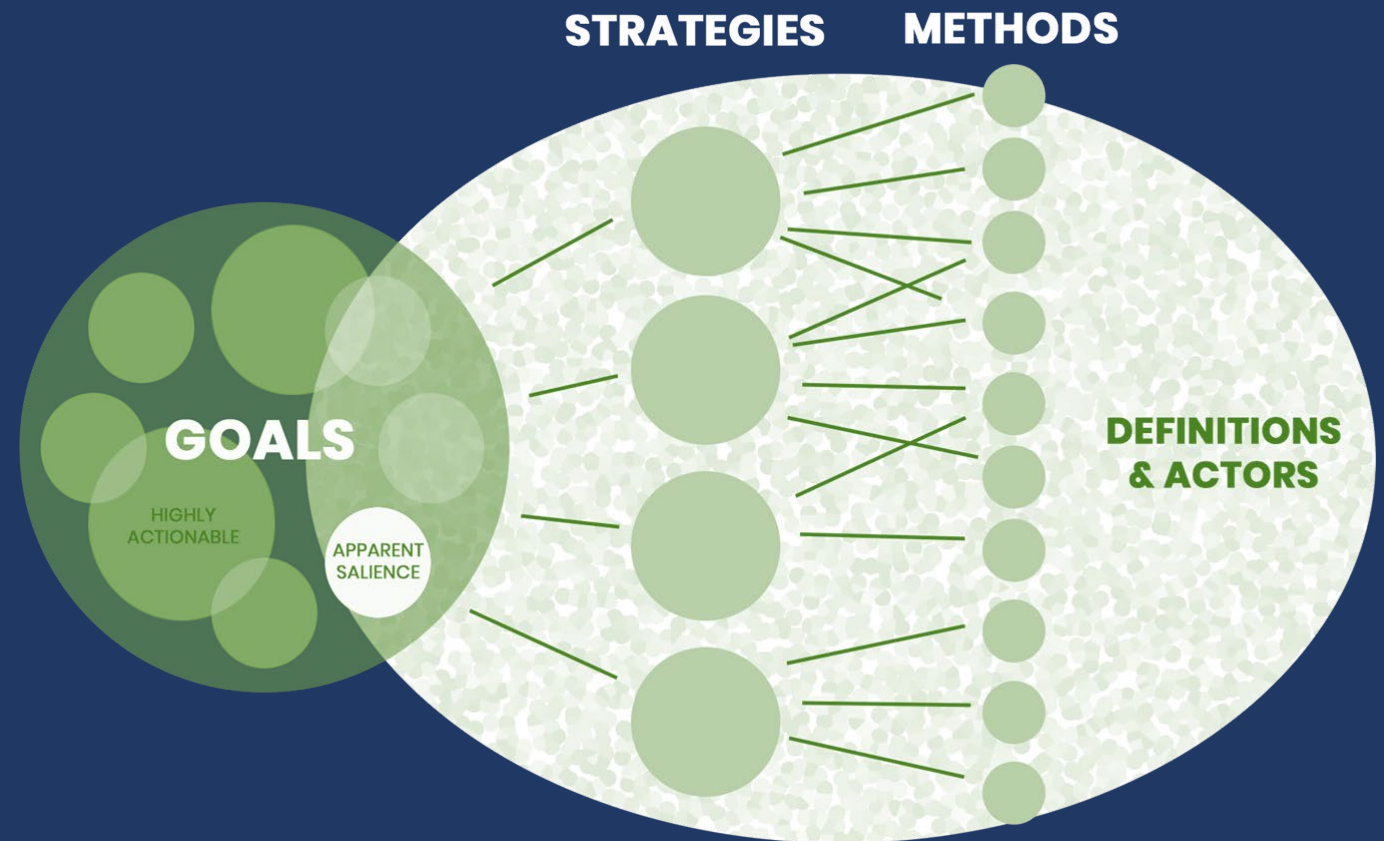 STRATEGIES
METHODS
GOALS
HIGHLY
ACTIONABLE
APPARENT
SALIENCE
DEFINITIONS
& ACTORS